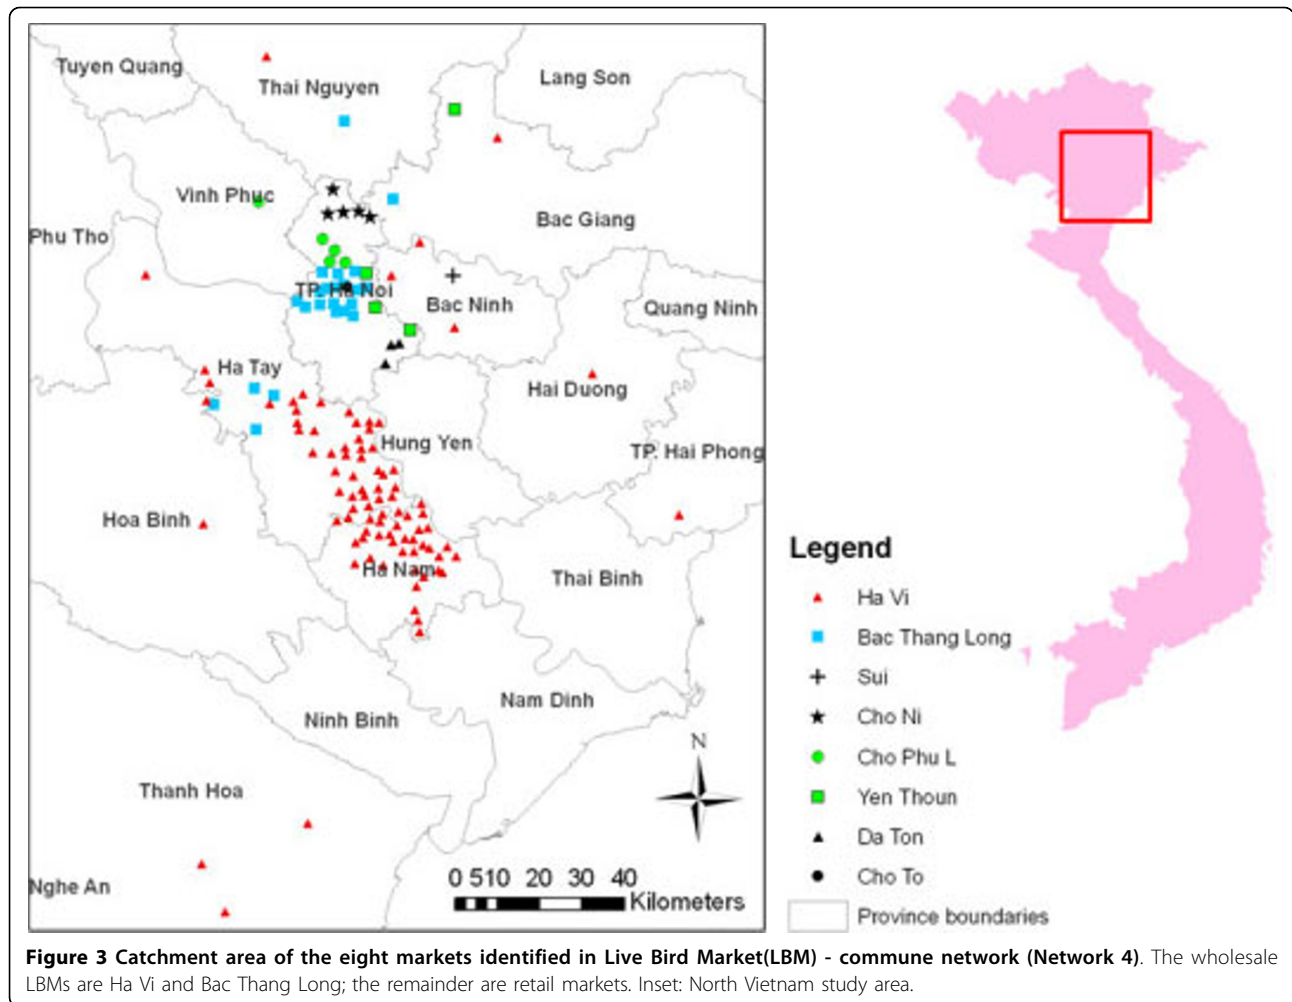 Tuyen Quang
Thai Nguyen
Lang Son
Vinh Phuc
Phu Tho
Bac Giang
TP. Ha Noi
Bac Ninh
Quang Ninh
Ha Tay
Hai Duong
Hung Yen
TP. Hai Phong
Hoa Binh
Ha Nam
Thai Binh
Nam Dinh
Ninh Binh
Thanh Hoa
Nghe An
N
0 510 20 30 40
Kilometers
Legend
Ha Vi
Bac Thang Long
Sui
Cho Ni
Cho Phu L
Yen Thoun
Da Ton
Cho To
Province boundaries
Figure 3 Catchment area of the eight markets identified in Live Bird Market(LBM) - commune network (Network 4). The wholesale
LBMs are Ha Vi and Bac Thang Long; the remainder are retail markets. Inset: North Vietnam study area.